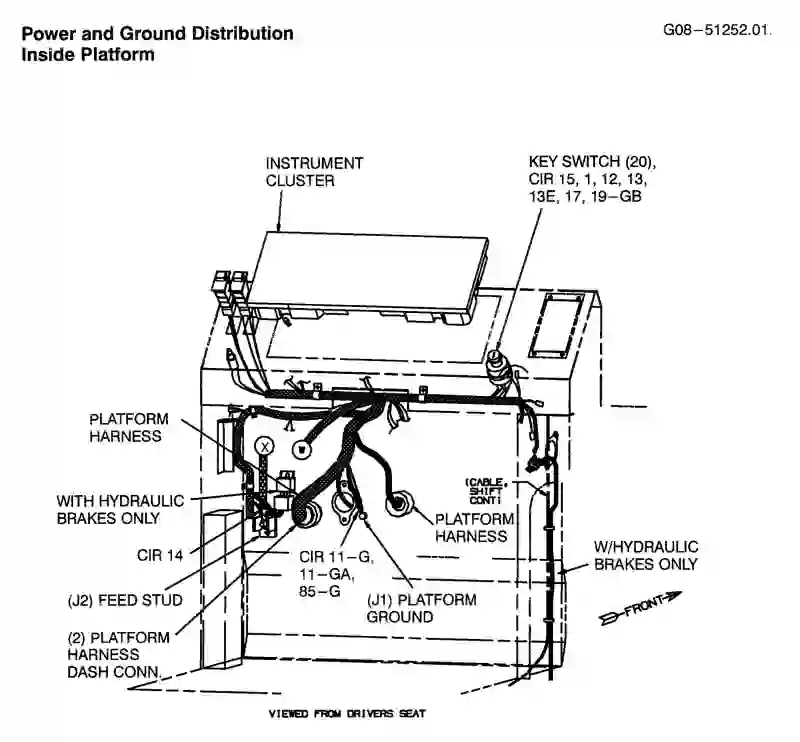 Power and Ground Distribution
Inside Platform
G08-51252.01.
INSTRUMENT
CLUSTER
KEY SWITCH (20),
CIR 15, 1, 12, 13,
13E, 17, 19-GB
PLATFORM
HARNESS
X
W
WITH HYDRAULIC
BRAKES ONLY
(CABLE,
SHIFT
CONT)
PLATFORM
HARNESS
CIR 14
CIR 11-G,
11-GA,
85-G
W/HYDRAULIC
BRAKES ONLY
(J2) FEED STUD
(J1) PLATFORM
GROUND
FRONT
(2) PLATFORM
HARNESS
DASH CONN.
VIEWED FROM DRIVERS SEAT